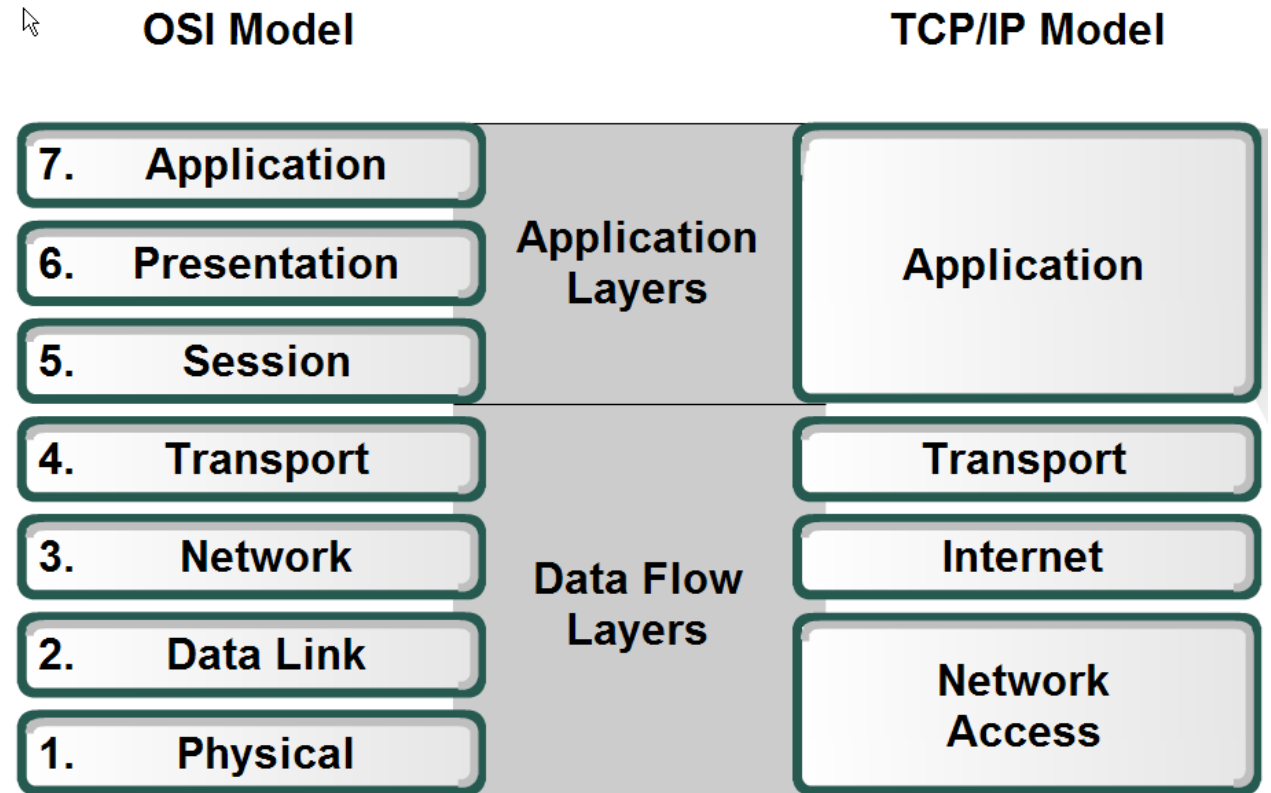 OSI Model
TCP/IP Model
7. Application
6. Presentation
5. Session
4. Transport
3. Network
2. Data Link
1. Physical
Application
Layers
Data Flow
Layers
Application
Transport
Internet
Network
Access